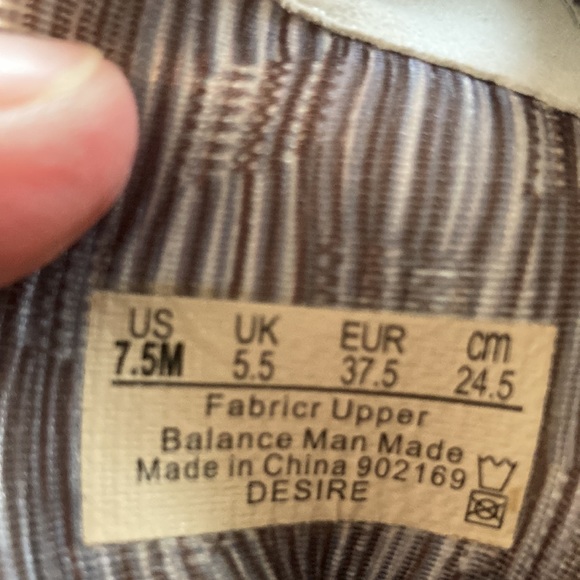 US UK EUR cm
7.5M 5.5 37.5 24.5
Fabricr Upper
Balance Man Made
Made in China 902169
DESIRE